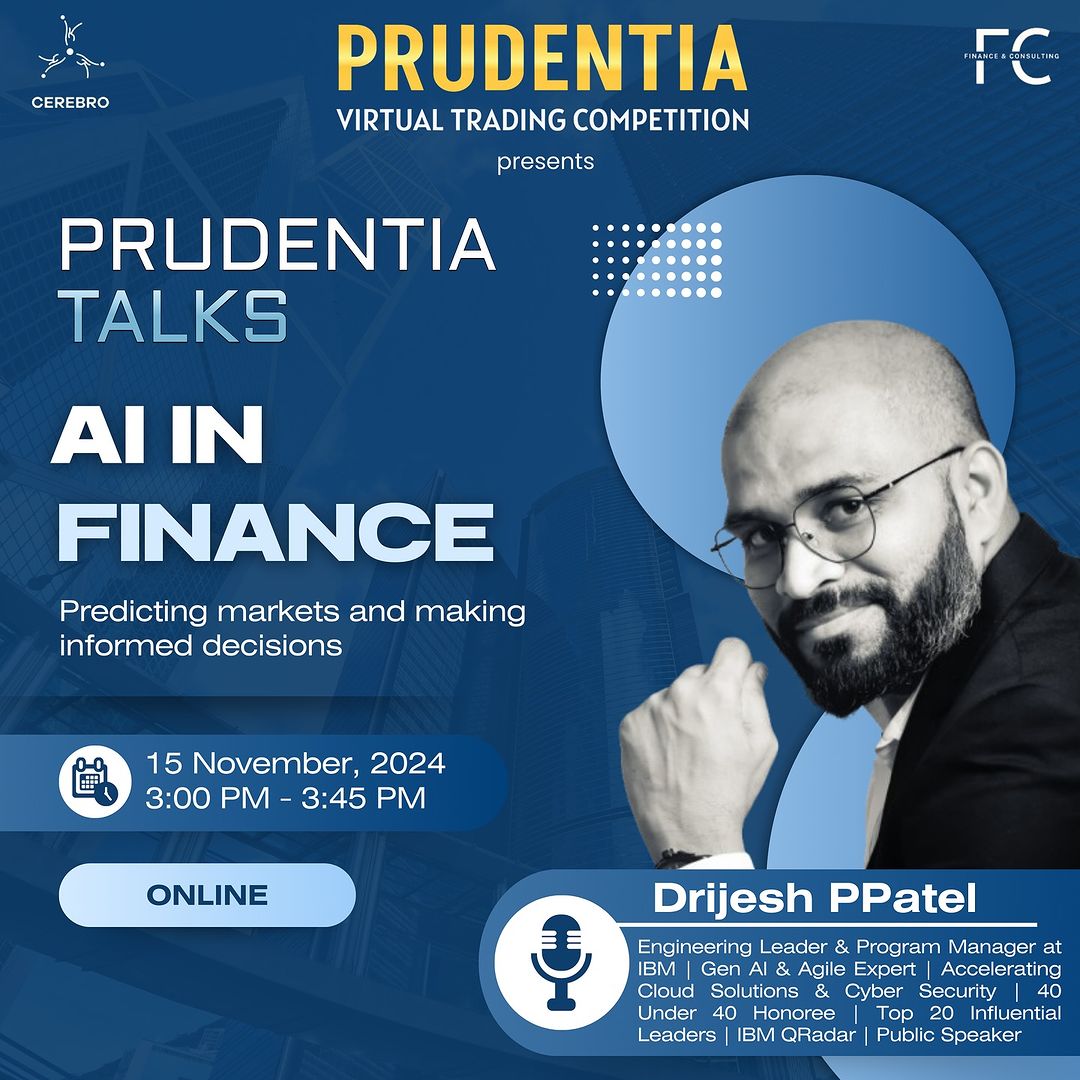 CEREBRO
PRUDENTIA
VIRTUAL TRADING COMPETITION
presents
FC
FINANCE & CONSULTING
PRUDENTIA
TALKS
AI IN
FINANCE
Predicting markets and making
informed decisions
15 November, 2024
3:00 PM - 3:45 PM
ONLINE
Drijesh PPatel
Engineering Leader & Program Manager at
IBM | Gen AI & Agile Expert | Accelerating
Cloud Solutions & Cyber Security | 40
Under 40 Honoree | Top 20 Influential
Leaders | IBM QRadar | Public Speaker